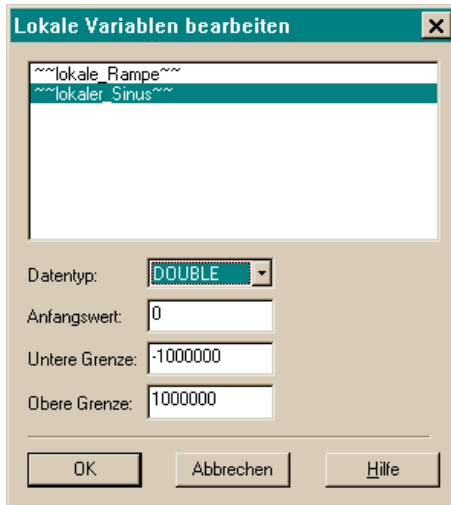 Lokale Variablen bearbeiten
~~lokale_Rampe~~
~~lokaler_Sinus~~
Datentyp: DOUBLE
Anfangswert: 0
Untere Grenze: -1000000
Obere Grenze: 1000000
OK Abbrechen Hilfe